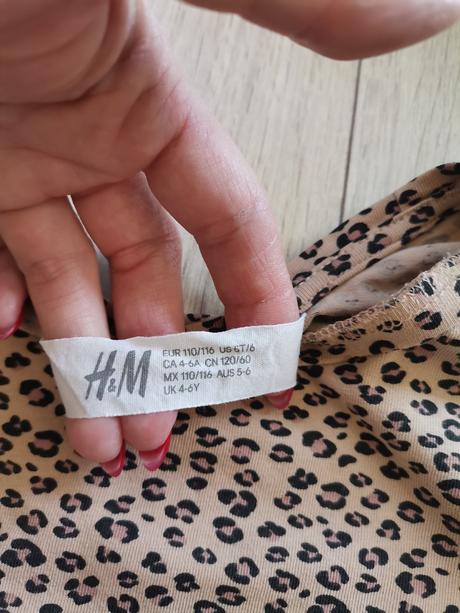 H&M
EUR 110/116 US 6T/6
CA 4-6A CN 120/60
MX 110/116 AUS 5-6
UK 4-6Y